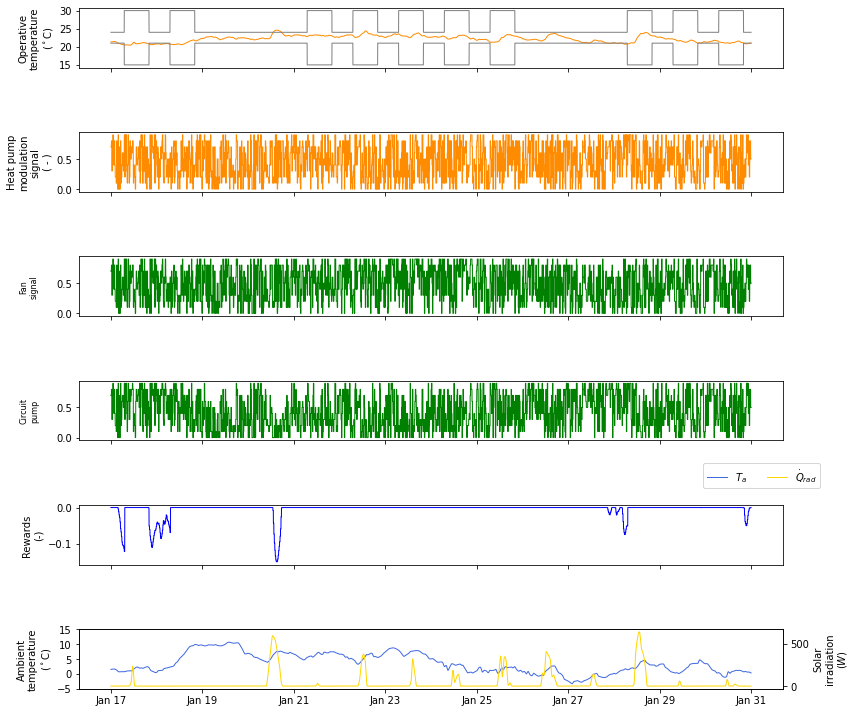 Operative
temperature
(°C)
30
25
20
15
Heat pump
modulation
signal
( - )
0.5
0.0
Fan
signal
0.5
0.0
Circuit
pump
0.5
0.0
T_a
Q̇_rad
Rewards
(-)
0.0
−0.1
Ambient
temperature
(°C)
15
10
5
0
−5
500
0
Solar
irradiation
(W)
Jan 17
Jan 19
Jan 21
Jan 23
Jan 25
Jan 27
Jan 29
Jan 31